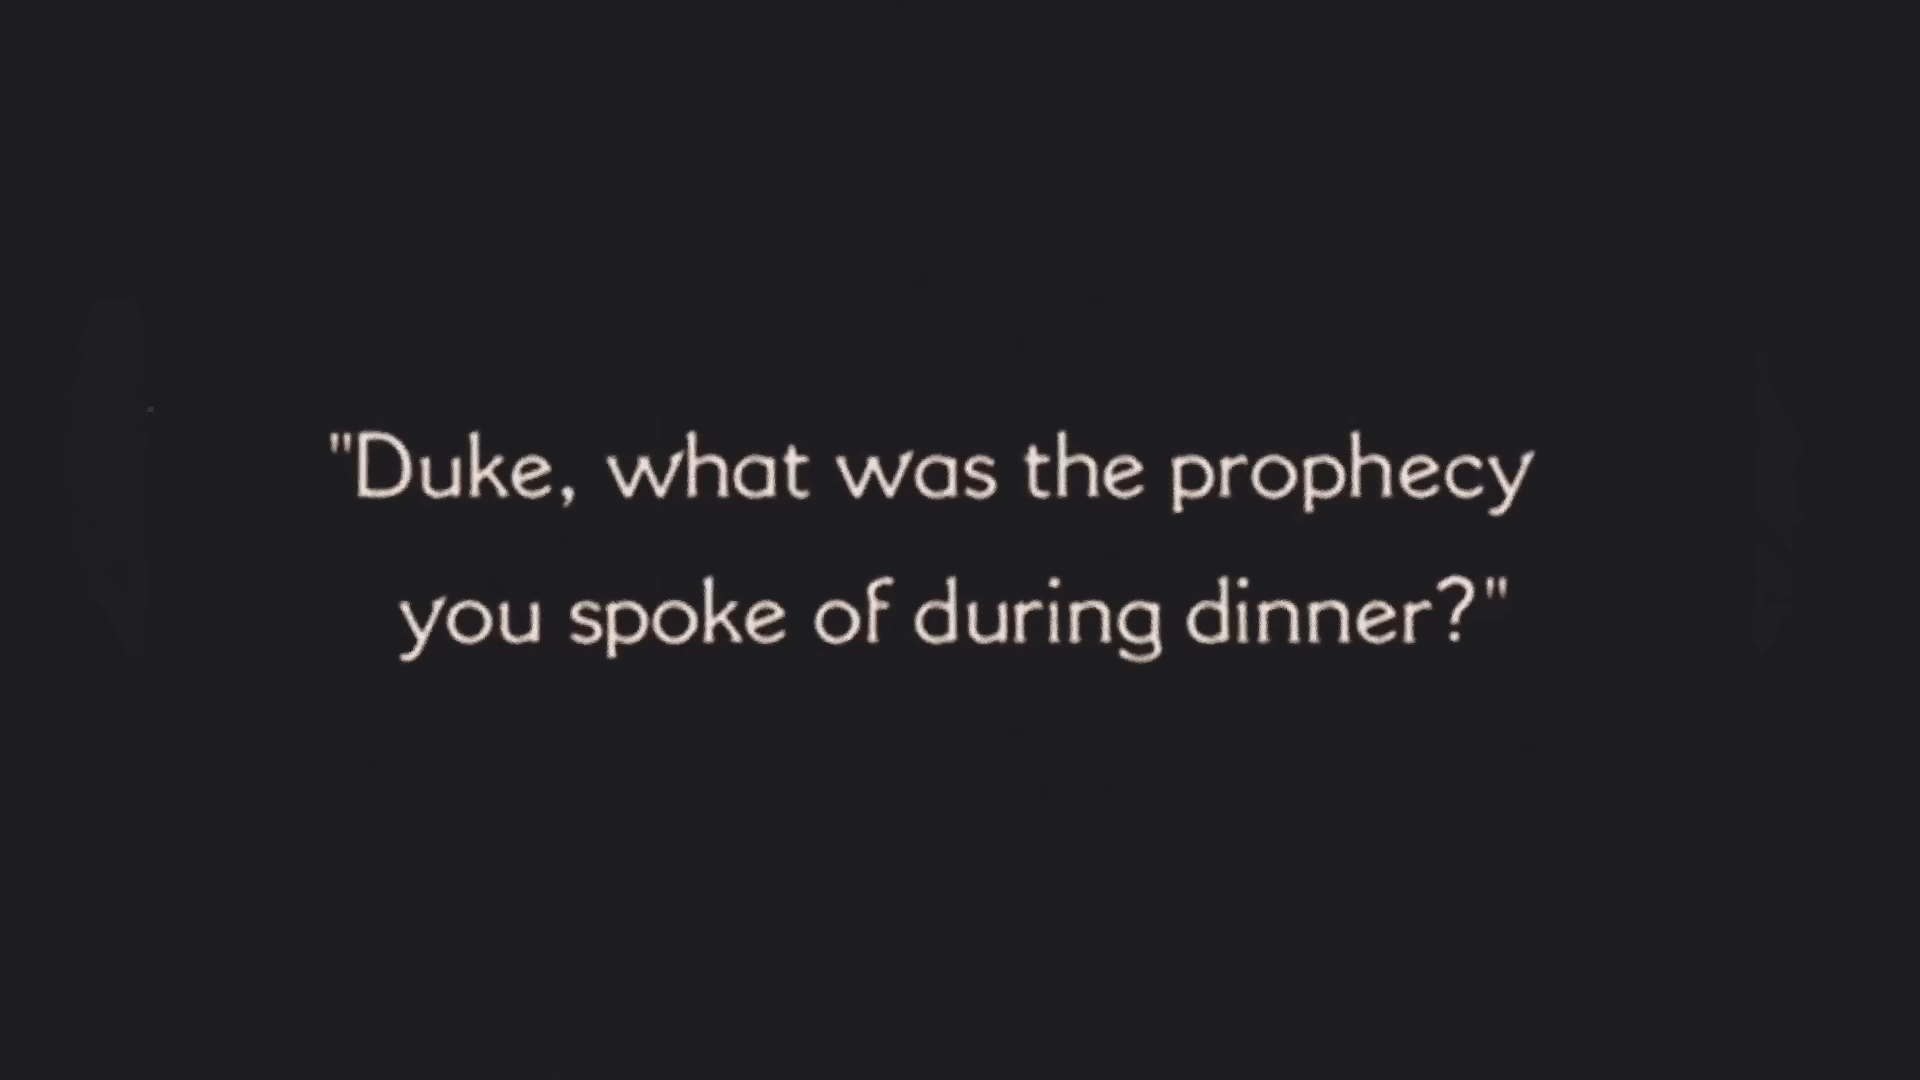 "Duke, what was the prophecy
you spoke of during dinner?"